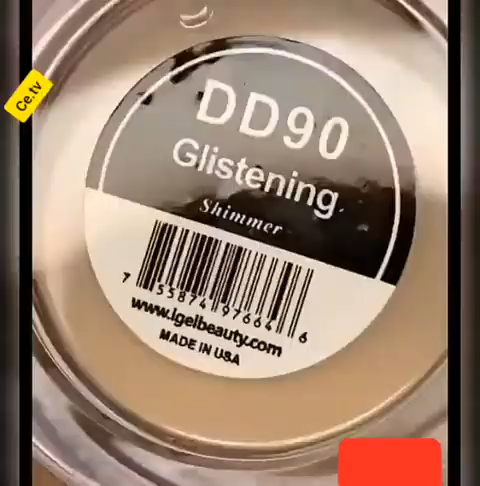 Ce.tv
DD90
Glistening
Shimmer
7 55874 97664 6
www.Igelbeauty.com
MADE IN USA